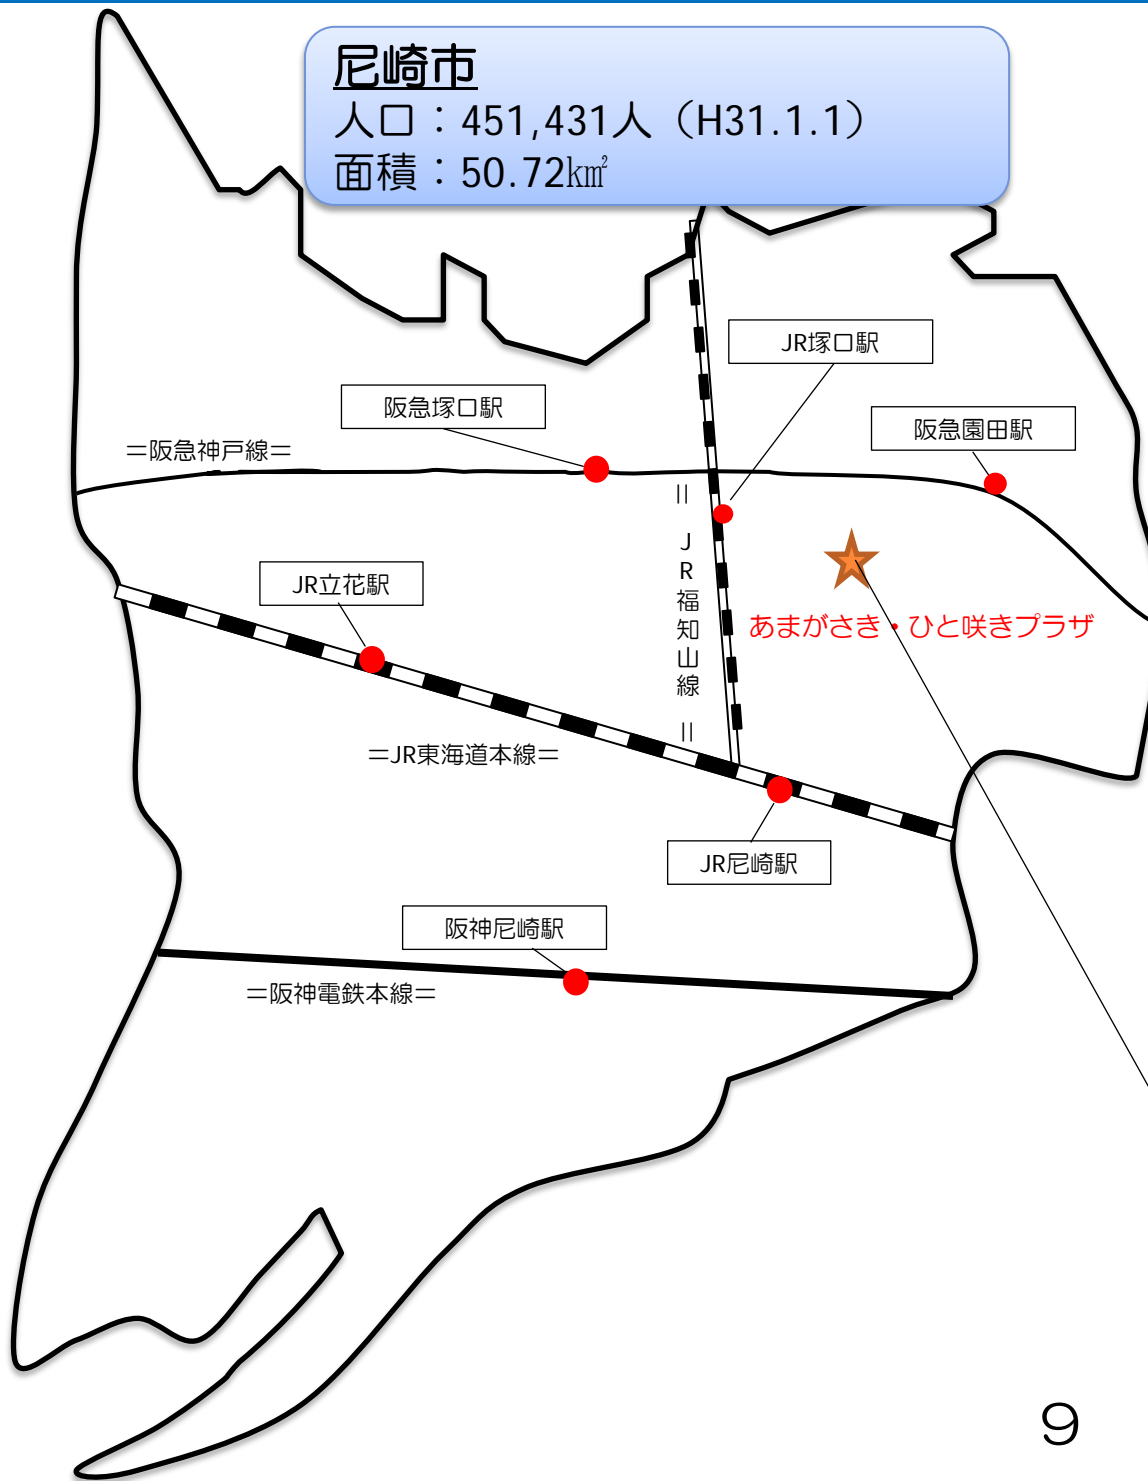 尼崎市
人口：451,431人（H31.1.1）
面積：50.72㎢
JR塚口駅
阪急塚口駅
阪急園田駅
＝阪急神戸線＝
＝JR福知山線＝
JR立花駅
あまがさき・ひと咲きプラザ
＝JR東海道本線＝
JR尼崎駅
阪神尼崎駅
＝阪神電鉄本線＝
9